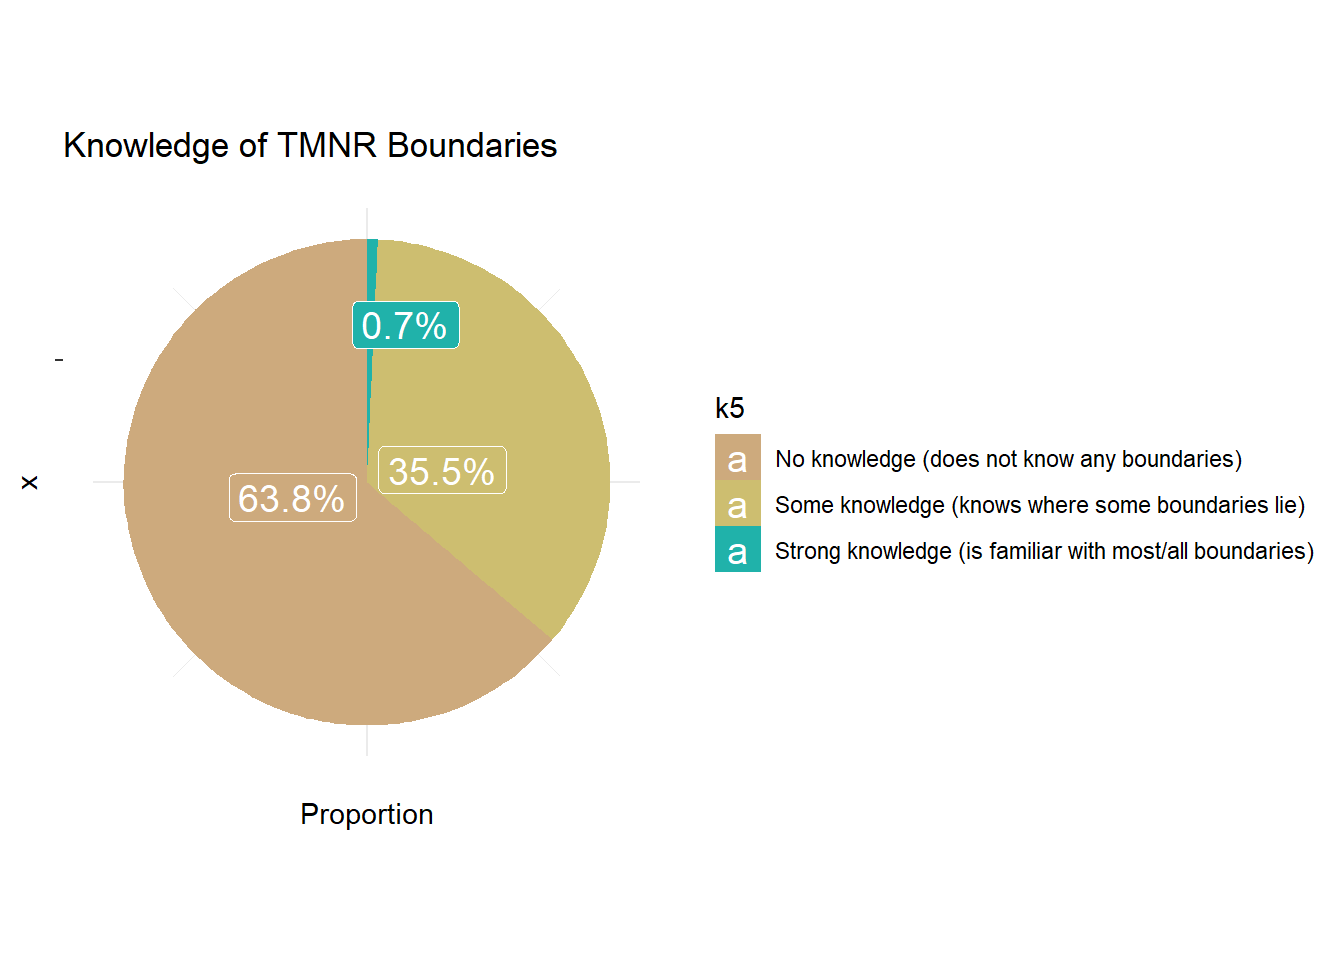 Knowledge of TMNR Boundaries
0.7%
35.5%
63.8%
x
Proportion
k5
a No knowledge (does not know any boundaries)
a Some knowledge (knows where some boundaries lie)
a Strong knowledge (is familiar with most/all boundaries)